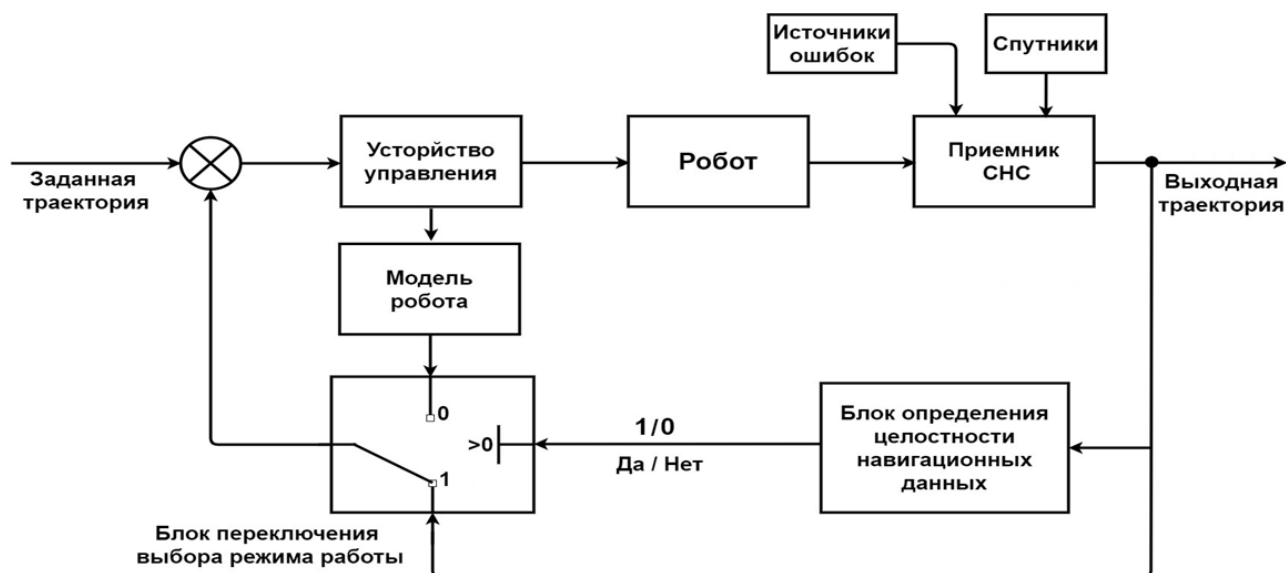 Источники
ошибок
Спутники
Усторйство
управления
Робот
Приемник
СНС
Заданная
траектория
Выходная
траектория
Модель
робота
0
>0
1
1/0
Да / Нет
Блок определения
целостности
навигационных
данных
Блок переключения
выбора режима работы